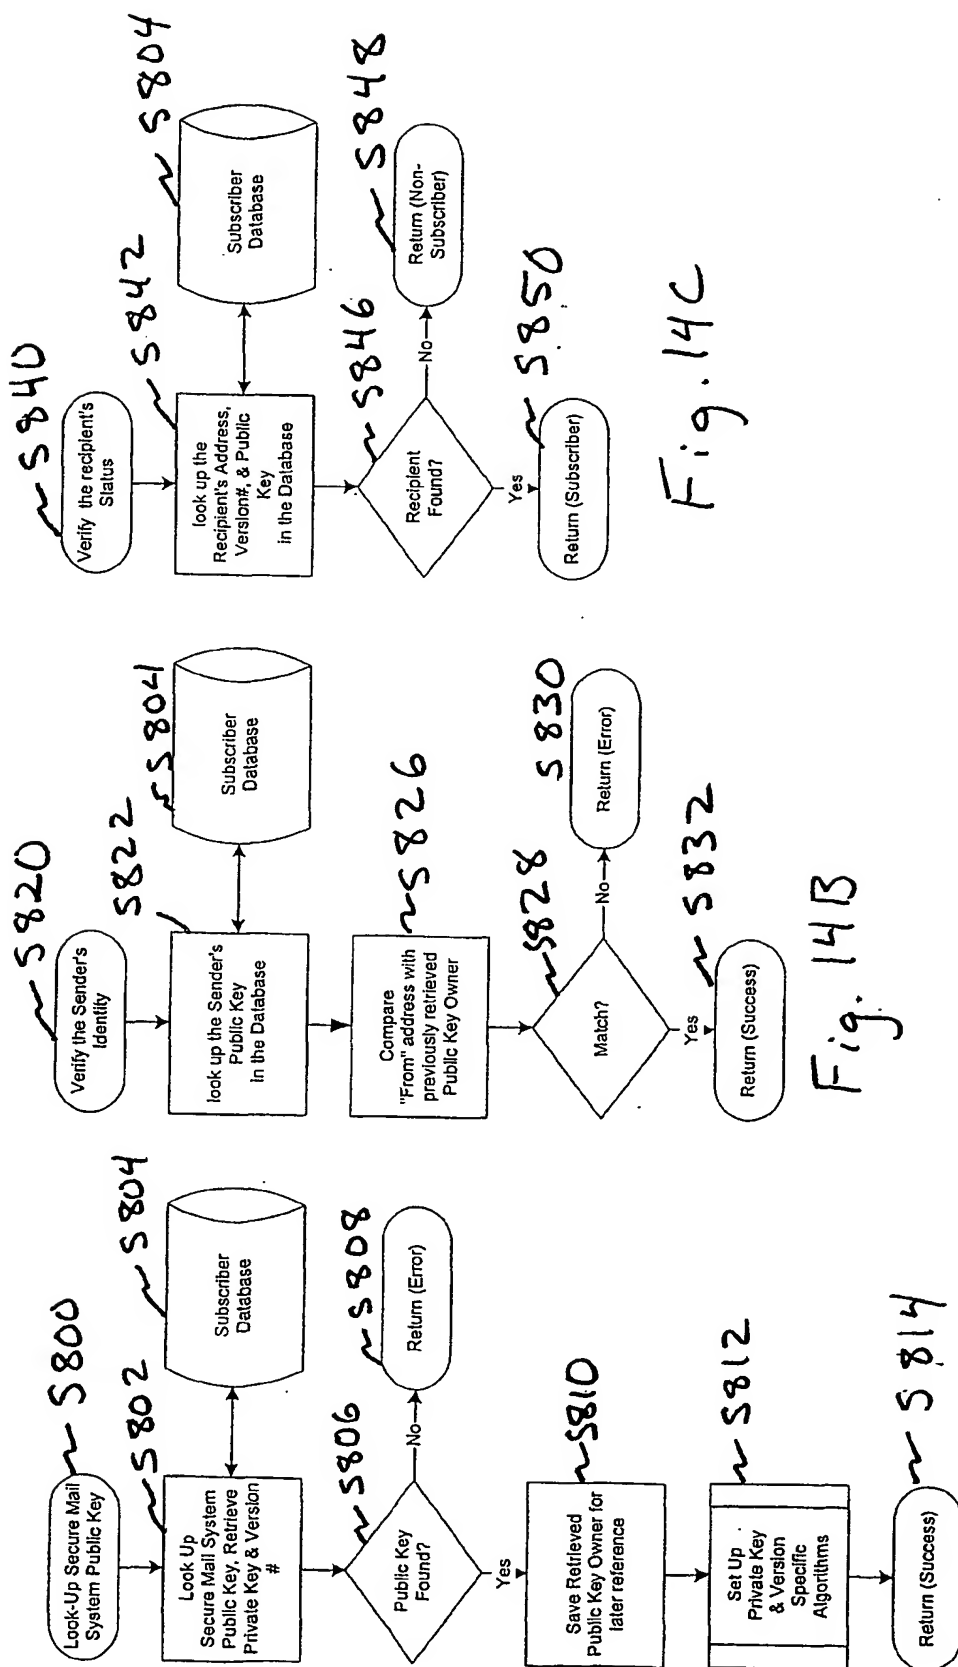 S800
Look-Up Secure Mail
System Public Key
S802
Look Up
Secure Mail System
Public Key, Retrieve
Private Key & Version
#
S804
Subscriber
Database
S806
Public Key
Found?
No
S808
Return (Error)
Yes
S810
Save Retrieved
Public Key Owner for
later reference
S812
Set Up
Private Key
& Version
Specific
Algorithms
S814
Return (Success)
S820
Verify the Sender's
Identity
S822
look up the Sender's
Public Key
in the Database
S804
Subscriber
Database
S826
Compare
"From" address with
previously retrieved
Public Key Owner
S828
Match?
No
S830
Return (Error)
Yes
S832
Return (Success)
Fig. 14B
S840
Verify the recipient's
Status
S842
look up the
Recipient's Address,
Version#, & Public
Key
in the Database
S804
Subscriber
Database
S846
Recipient
Found?
No
S848
Return (Non-
Subscriber)
Yes
S850
Return (Subscriber)
Fig. 14C